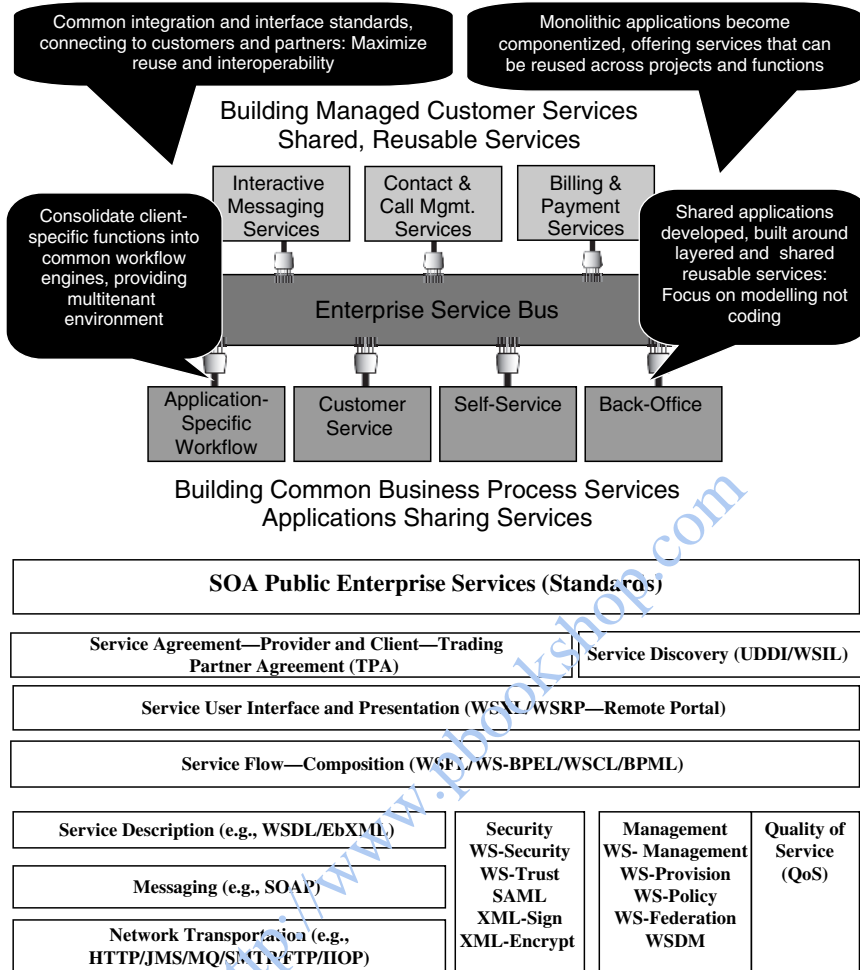 Common integration and interface standards,
connecting to customers and partners: Maximize
reuse and interoperability
Monolithic applications become
componentized, offering services that can
be reused across projects and functions
Building Managed Customer Services
Shared, Reusable Services
Interactive
Messaging
Services
Contact &
Call Mgmt.
Services
Billing &
Payment
Services
Consolidate client-
specific functions into
common workflow
engines, providing
multitenant
environment
Shared applications
developed, built around
layered and shared
reusable services:
Focus on modelling not
coding
Enterprise Service Bus
Application-
Specific
Workflow
Customer
Service
Self-Service
Back-Office
Building Common Business Process Services
Applications Sharing Services
SOA Public Enterprise Services (Standards)
Service Agreement—Provider and Client—Trading
Partner Agreement (TPA)
Service Discovery (UDDI/WSIL)
Service User Interface and Presentation (WSXL/WSRP—Remote Portal)
Service Flow—Composition (WSFL/WS-BPEL/WSCL/BPML)
Service Description (e.g., WSDL/EbXML)
Messaging (e.g., SOAP)
Network Transportation (e.g.,
HTTP/JMS/MQ/SMTP/FTP/IIOP)
Security
WS-Security
WS-Trust
SAML
XML-Sign
XML-Encrypt
Management
WS- Management
WS-Provision
WS-Policy
WS-Federation
WSDM
Quality of
Service
(QoS)
http://www.pbookshop.com